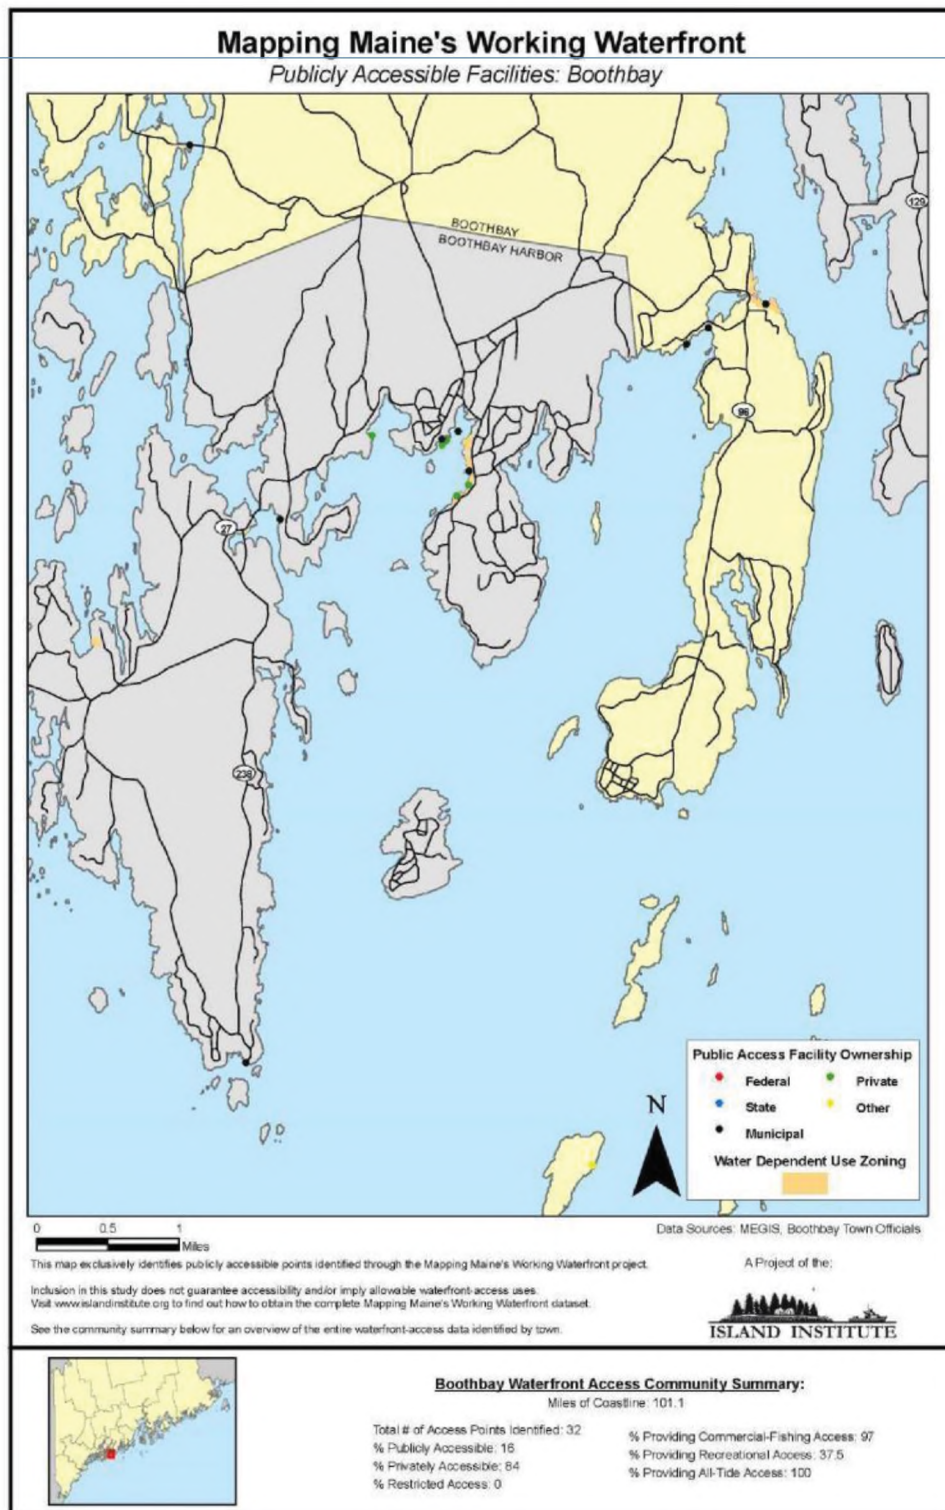 Mapping Maine's Working Waterfront
Publicly Accessible Facilities: Boothbay
129
BOOTHBAY
BOOTHBAY HARBOR
96
27
238
Public Access Facility Ownership
Federal
Private
State
Other
Municipal
Water Dependent Use Zoning
N
0 0.5 1
Miles
Data Sources: MEGIS, Boothbay Town Officials
This map exclusively identifies publicly accessible points identified through the Mapping Maine's Working Waterfront project.
A Project of the:
Inclusion in this study does not guarantee accessibility and/or imply allowable waterfront-access uses.
Visit www.islandinstitute.org to find out how to obtain the complete Mapping Maine's Working Waterfront dataset.
See the community summary below for an overview of the entire waterfront-access data identified by town.
ISLAND INSTITUTE
Boothbay Waterfront Access Community Summary:
Miles of Coastline: 101.1
Total # of Access Points Identified: 32
% Publicly Accessible: 16
% Privately Accessible: 84
% Restricted Access: 0
% Providing Commercial-Fishing Access: 97
% Providing Recreational Access: 37.5
% Providing All-Tide Access: 100